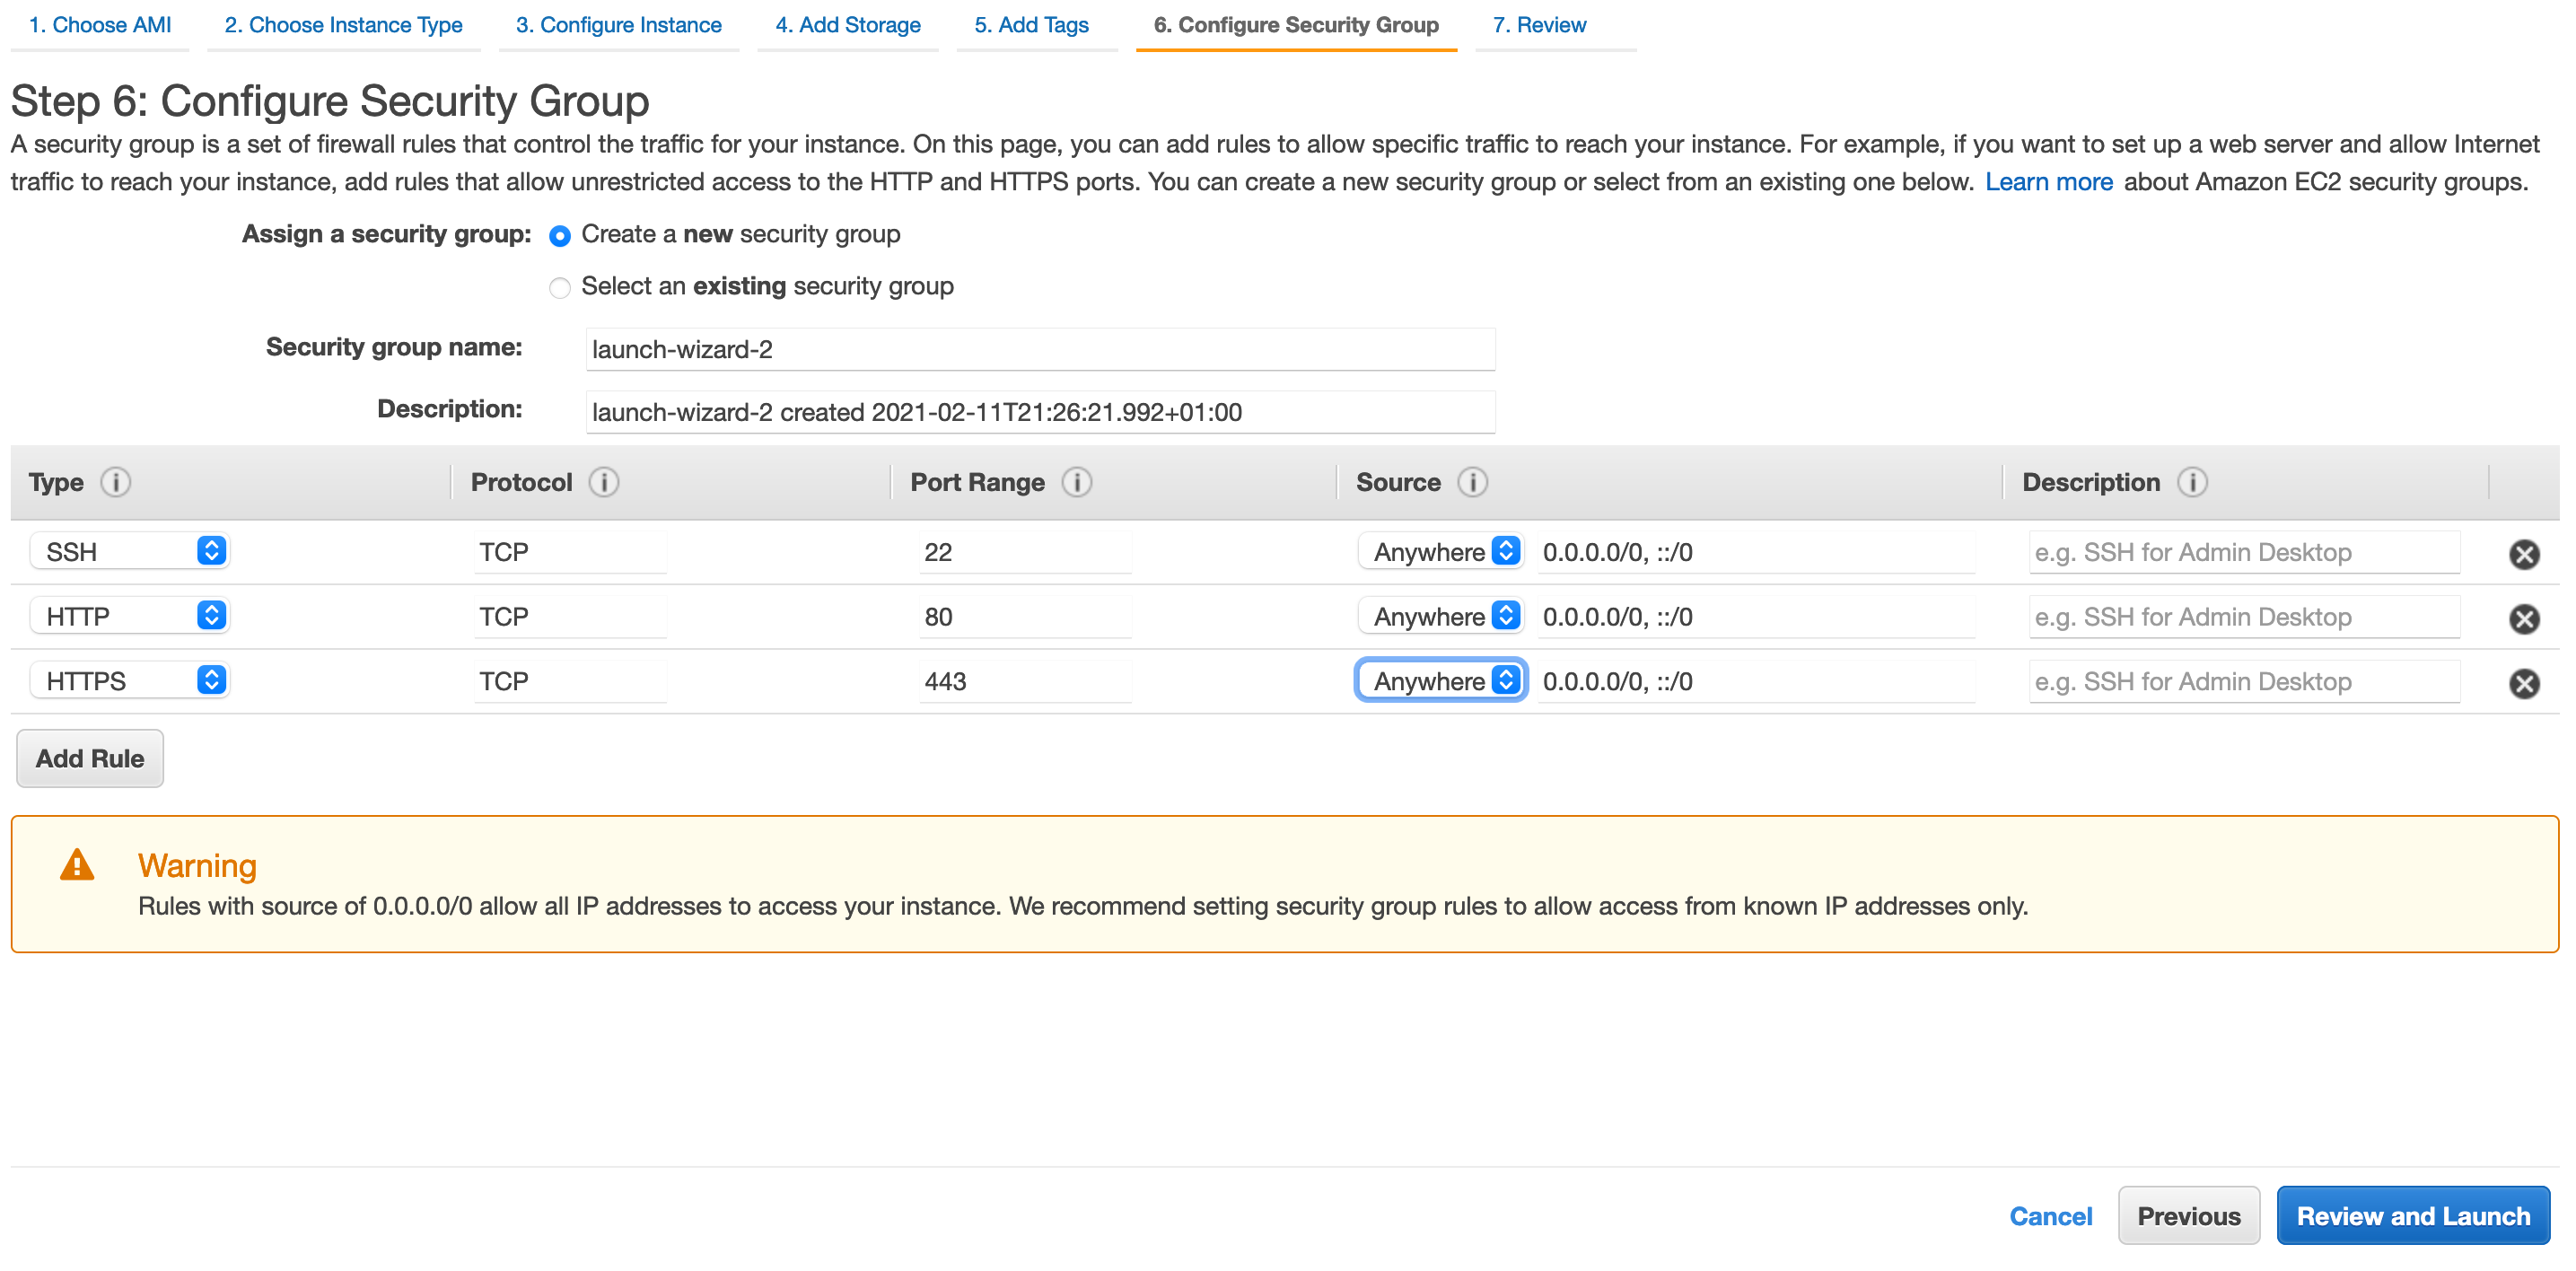 1. Choose AMI 2. Choose Instance Type 3. Configure Instance 4. Add Storage 5. Add Tags 6. Configure Security Group 7. Review
Step 6: Configure Security Group
A security group is a set of firewall rules that control the traffic for your instance. On this page, you can add rules to allow specific traffic to reach your instance. For example, if you want to set up a web server and allow Internet
traffic to reach your instance, add rules that allow unrestricted access to the HTTP and HTTPS ports. You can create a new security group or select from an existing one below. Learn more about Amazon EC2 security groups.
Assign a security group: Create a new security group
Select an existing security group
Security group name: launch-wizard-2
Description: launch-wizard-2 created 2021-02-11T21:26:21.992+01:00
Type i Protocol i Port Range i Source i Description i
SSH TCP 22 Anywhere 0.0.0.0/0, ::/0 e.g. SSH for Admin Desktop
HTTP TCP 80 Anywhere 0.0.0.0/0, ::/0 e.g. SSH for Admin Desktop
HTTPS TCP 443 Anywhere 0.0.0.0/0, ::/0 e.g. SSH for Admin Desktop
Add Rule
Warning
Rules with source of 0.0.0.0/0 allow all IP addresses to access your instance. We recommend setting security group rules to allow access from known IP addresses only.
Cancel Previous Review and Launch